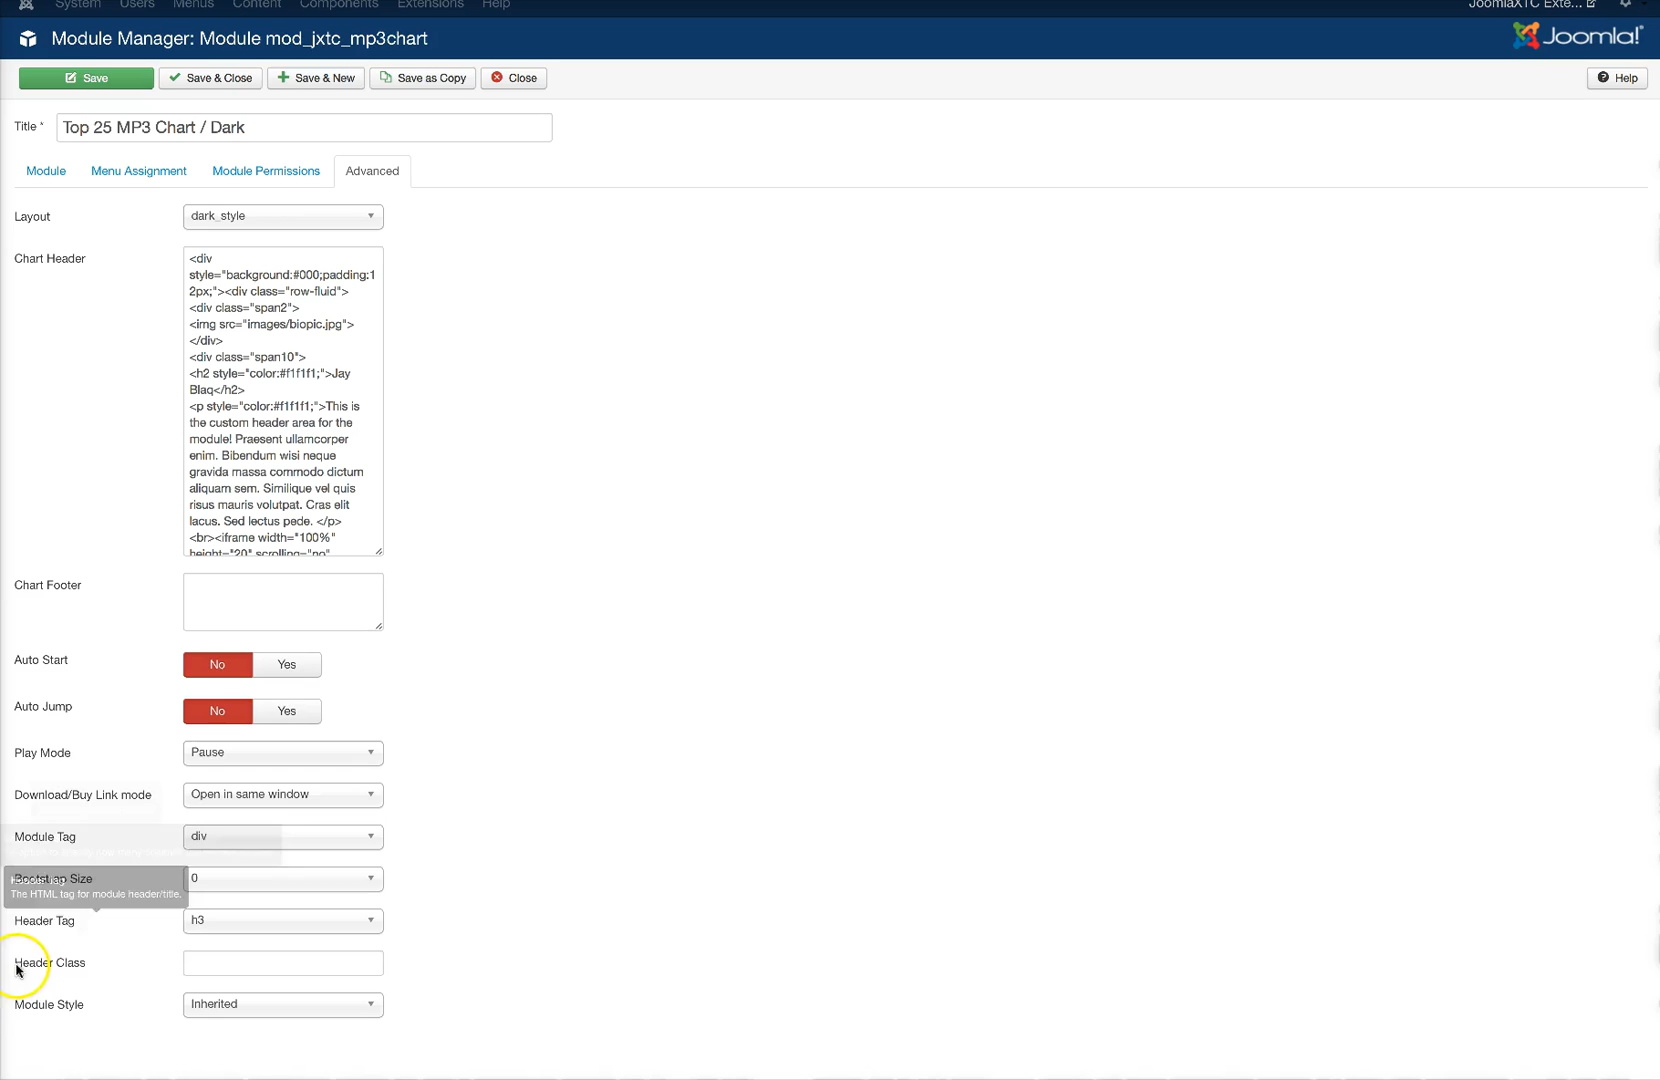 System Users Menus Content Components Extensions Help JoomlaXTC Exte...
Module Manager: Module mod_jxtc_mp3chart
Joomla!
Save Save & Close Save & New Save as Copy Close Help
Title * Top 25 MP3 Chart / Dark
Module Menu Assignment Module Permissions Advanced
Layout dark_style
Chart Header
<div
style="background:#000;padding:1
2px;"><div class="row-fluid">
<div class="span2">
<img src="images/biopic.jpg">
</div>
<div class="span10">
<h2 style="color:#f1f1f1;">Jay
Blaq</h2>
<p style="color:#f1f1f1;">This is
the custom header area for the
module! Praesent ullamcorper
enim. Bibendum wisi neque
gravida massa commodo dictum
aliquam sem. Similique vel quis
risus mauris volutpat. Cras elit
lacus. Sed lectus pede. </p>
<br><iframe width="100%"
height="20" scrolling="no"
Chart Footer
Auto Start No Yes
Auto Jump No Yes
Play Mode Pause
Download/Buy Link mode Open in same window
Module Tag div
Bootstrap Size 0
The HTML tag for module header/title.
Header Tag h3
Header Class
Module Style Inherited